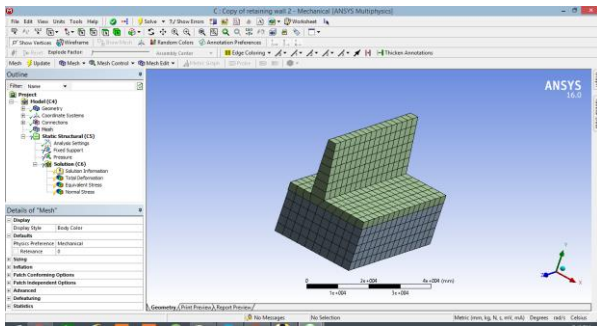 C : Copy of retaining wall 2 - Mechanical [ANSYS Multiphysics]
File Edit View Units Tools Help Solve Show Errors Worksheet
Show Vertices Wireframe Show Mesh Random Colors Annotation Preferences
Explode Factor: Assembly Center Edge Coloring Thicken Annotations
Mesh Update Mesh Mesh Control Mesh Edit Metric Graph
Outline
Filter: Name
Project
Model (C4)
Geometry
Coordinate Systems
Connections
Mesh
Static Structural (C5)
Analysis Settings
Fixed Support
Pressure
Solution (C6)
Solution Information
Total Deformation
Equivalent Stress
Normal Stress
ANSYS
16.0
Details of "Mesh"
Display
Display Style Body Color
Defaults
Physics Preference Mechanical
Relevance 0
Sizing
Inflation
Patch Conforming Options
Patch Independent Options
Advanced
Defeaturing
Statistics
0 2e+004 4e+004 (mm)
1e+004 3e+004
Y
X
Geometry Print Preview Report Preview
No Messages No Selection Metric (mm, kg, N, s, mV, mA) Degrees rad/s Celsius